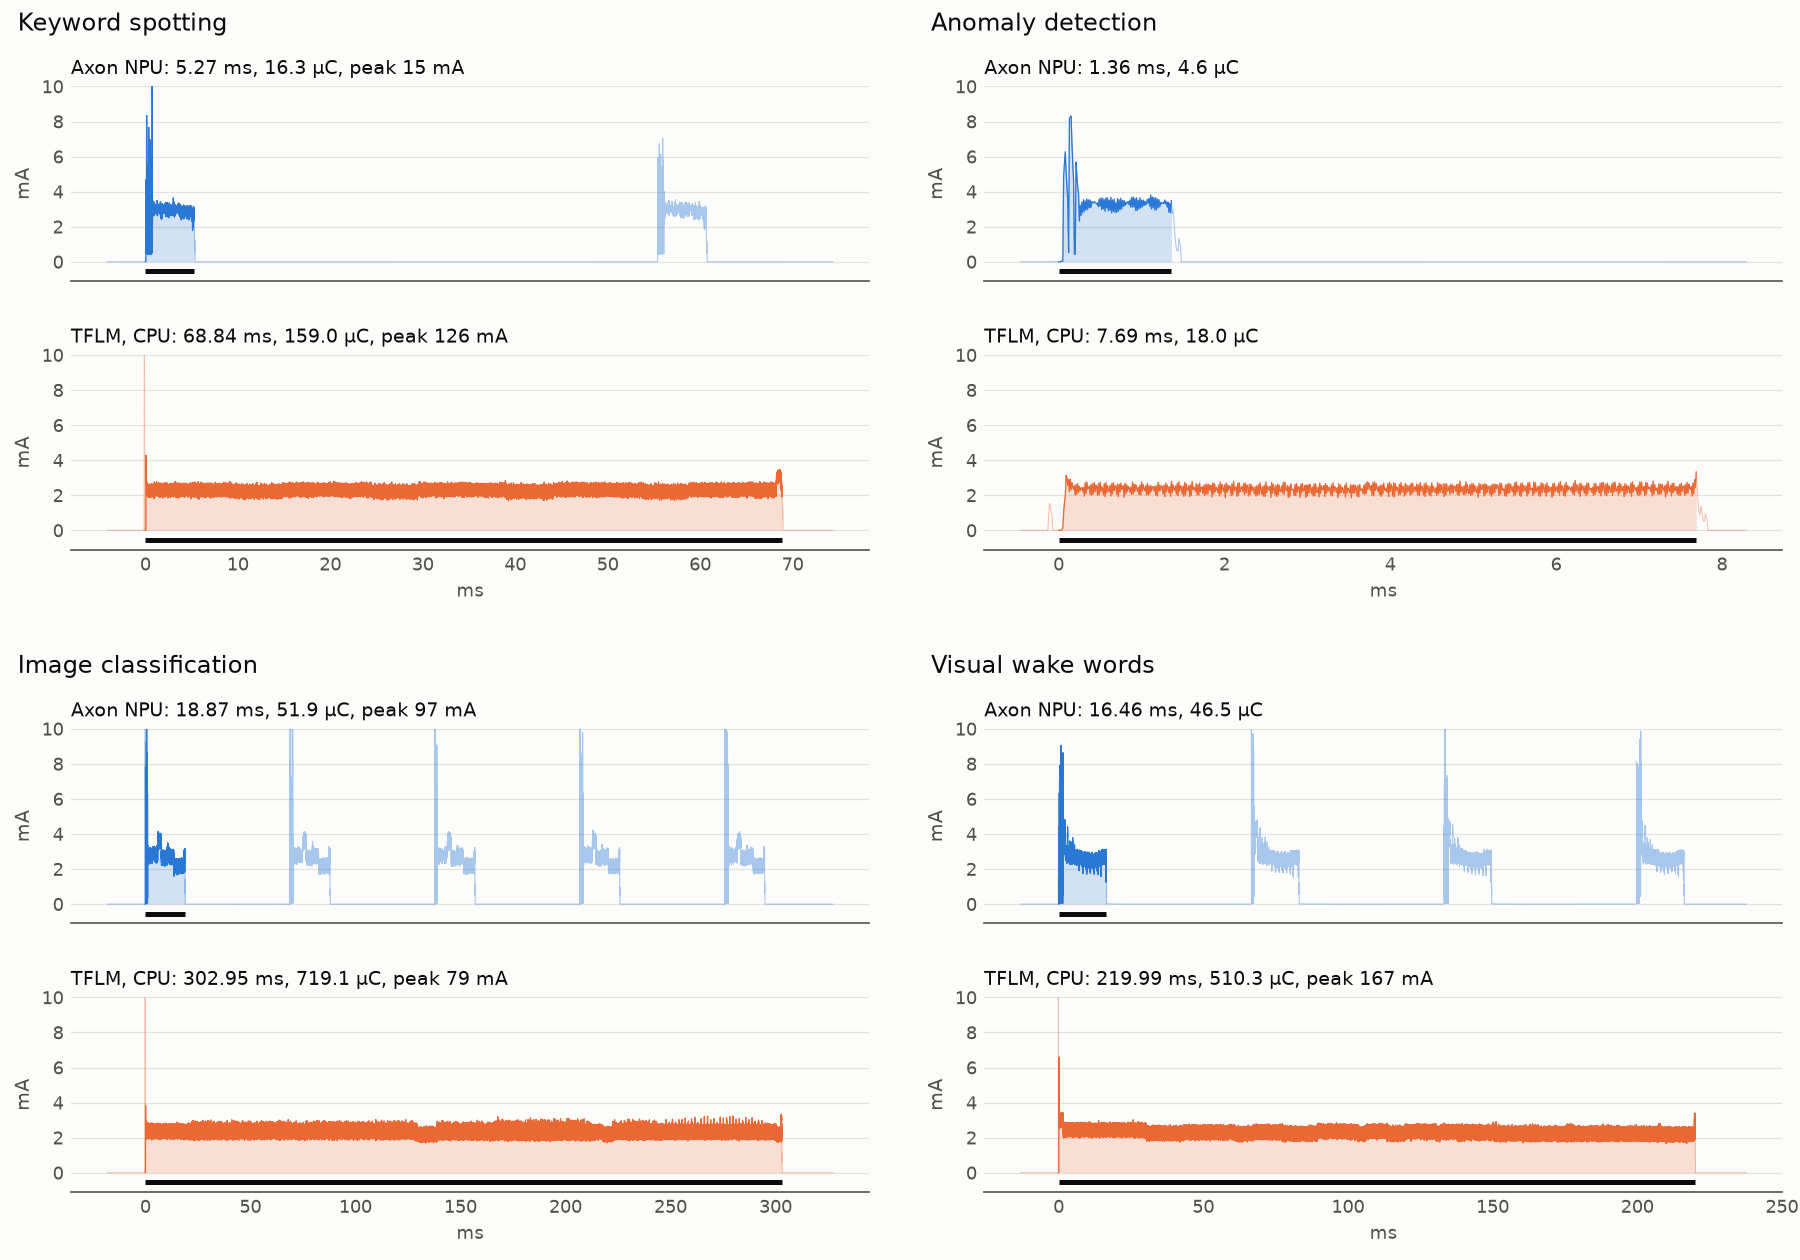 Keyword spotting
Axon NPU: 5.27 ms, 16.3 µC, peak 15 mA
10
8
6
4
2
0
mA
TFLM, CPU: 68.84 ms, 159.0 µC, peak 126 mA
10
8
6
4
2
0
mA
0 10 20 30 40 50 60 70
ms
Anomaly detection
Axon NPU: 1.36 ms, 4.6 µC
10
8
6
4
2
0
mA
TFLM, CPU: 7.69 ms, 18.0 µC
10
8
6
4
2
0
mA
0 2 4 6 8
ms
Image classification
Axon NPU: 18.87 ms, 51.9 µC, peak 97 mA
10
8
6
4
2
0
mA
TFLM, CPU: 302.95 ms, 719.1 µC, peak 79 mA
10
8
6
4
2
0
mA
0 50 100 150 200 250 300
ms
Visual wake words
Axon NPU: 16.46 ms, 46.5 µC
10
8
6
4
2
0
mA
TFLM, CPU: 219.99 ms, 510.3 µC, peak 167 mA
10
8
6
4
2
0
mA
0 50 100 150 200 250
ms